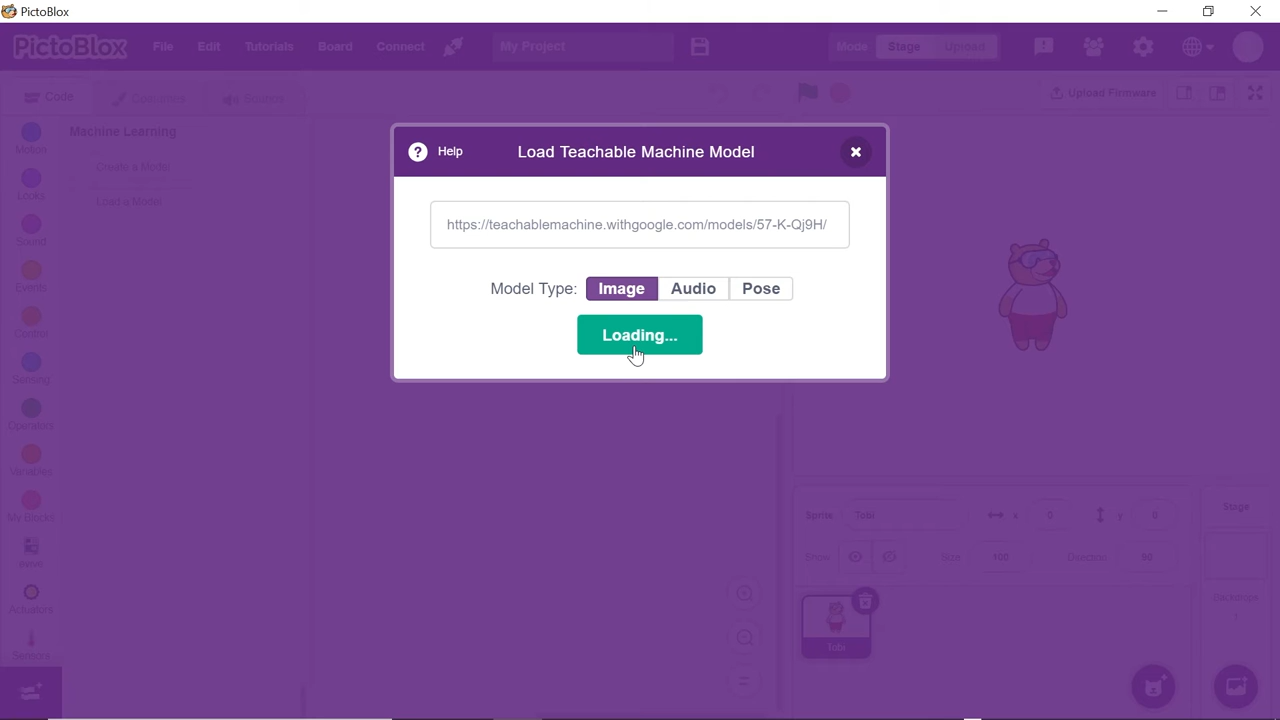 PictoBlox
PictoBlox File Edit Tutorials Board Connect My Project Mode Stage Upload
Code Costumes Sounds Upload Firmware
Machine Learning
Motion
Create a Model
Looks
Load a Model
Sound
Events
Control
Sensing
Operators
Variables
My Blocks
Actuators
Sensors
? Help Load Teachable Machine Model
https://teachablemachine.withgoogle.com/models/57-K-Qj9H/
Model Type: Image Audio Pose
Loading...
Sprite Tobi x 0 y 0
Show Size 100 Direction 90
Tobi
Stage
Backdrops